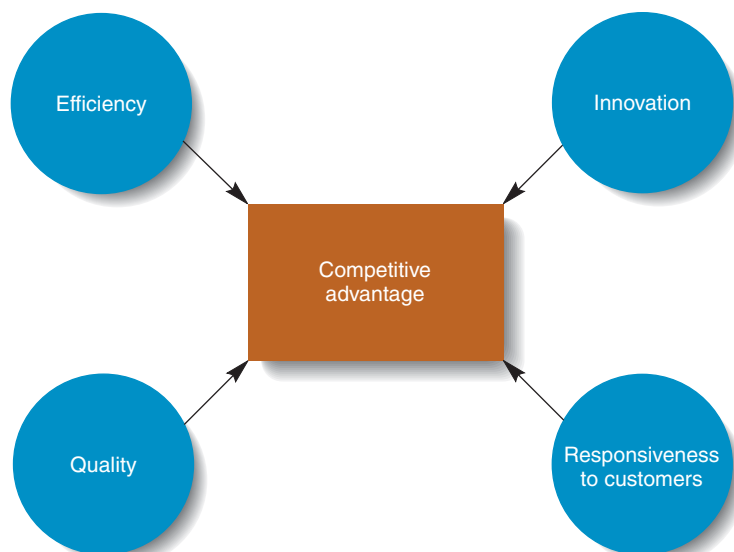 Efficiency
Innovation
Competitive
advantage
Quality
Responsiveness
to customers